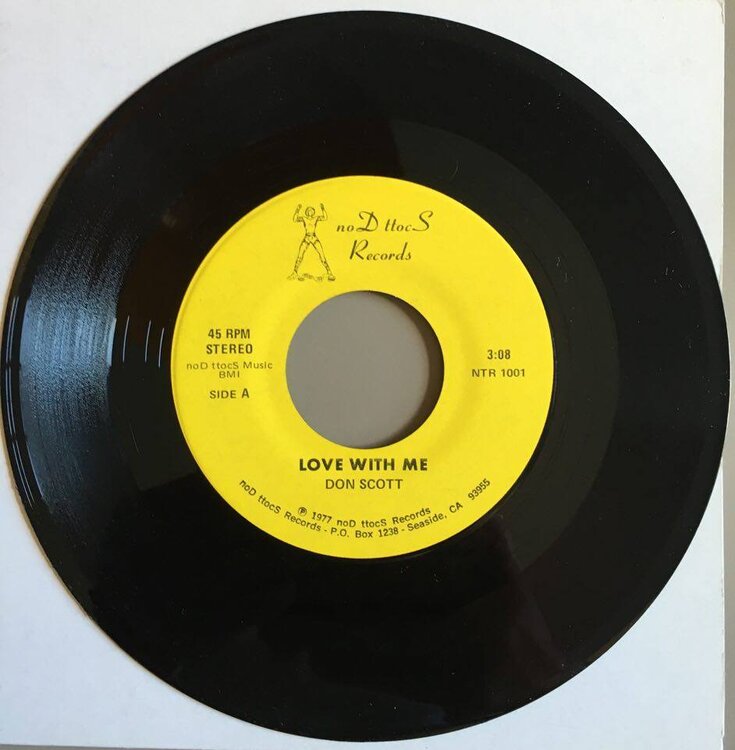 noD ttocS
Records
45 RPM
STEREO
noD ttocS Music
BMI
SIDE A
3:08
NTR 1001
LOVE WITH ME
DON SCOTT
℗ 1977 noD ttocS Records
noD ttocS Records - P.O. Box 1238 - Seaside, CA 93955